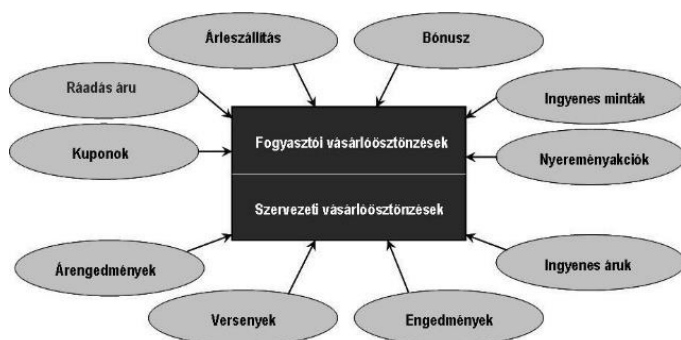 Árleszállítás
Bónusz
Ráadás áru
Ingyenes minták
Kuponok
Fogyasztói vásárlóösztönzések
Nyereményakciók
Szervezeti vásárlóösztönzések
Árengedmények
Ingyenes áruk
Versenyek
Engedmények